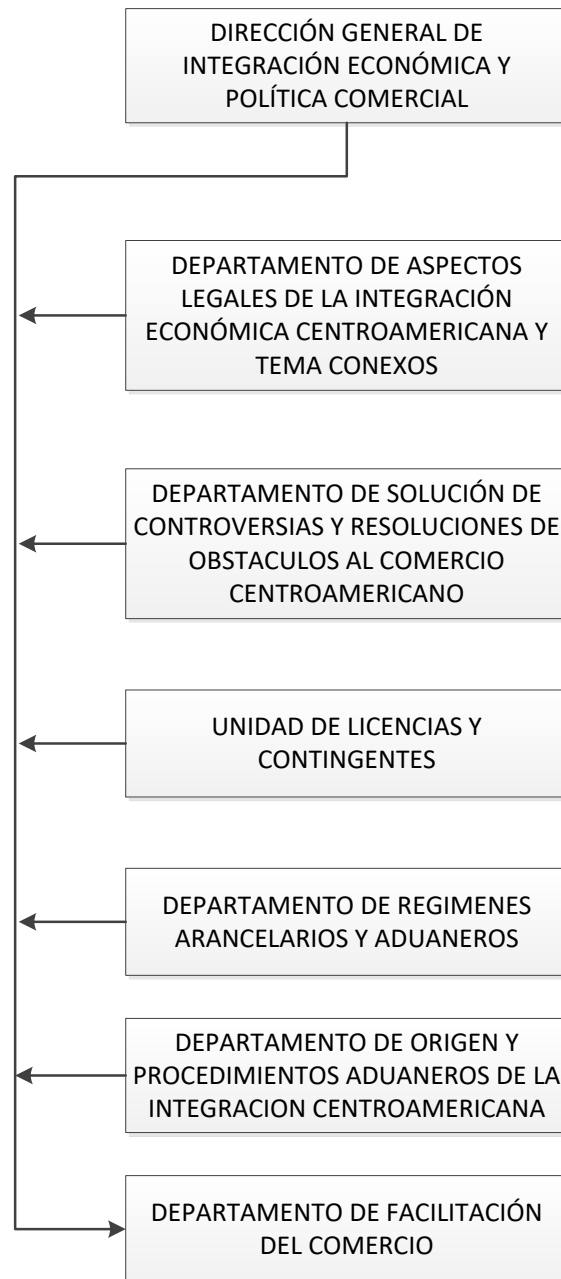 DIRECCIÓN GENERAL DE
INTEGRACIÓN ECONÓMICA Y
POLÍTICA COMERCIAL
DEPARTAMENTO DE ASPECTOS
LEGALES DE LA INTEGRACIÓN
ECONÓMICA CENTROAMERICANA Y
TEMA CONEXOS
DEPARTAMENTO DE SOLUCIÓN DE
CONTROVERSIAS Y RESOLUCIONES DE
OBSTACULOS AL COMERCIO
CENTROAMERICANO
UNIDAD DE LICENCIAS Y
CONTINGENTES
DEPARTAMENTO DE REGIMENES
ARANCELARIOS Y ADUANEROS
DEPARTAMENTO DE ORIGEN Y
PROCEDIMIENTOS ADUANEROS DE LA
INTEGRACION CENTROAMERICANA
DEPARTAMENTO DE FACILITACIÓN
DEL COMERCIO